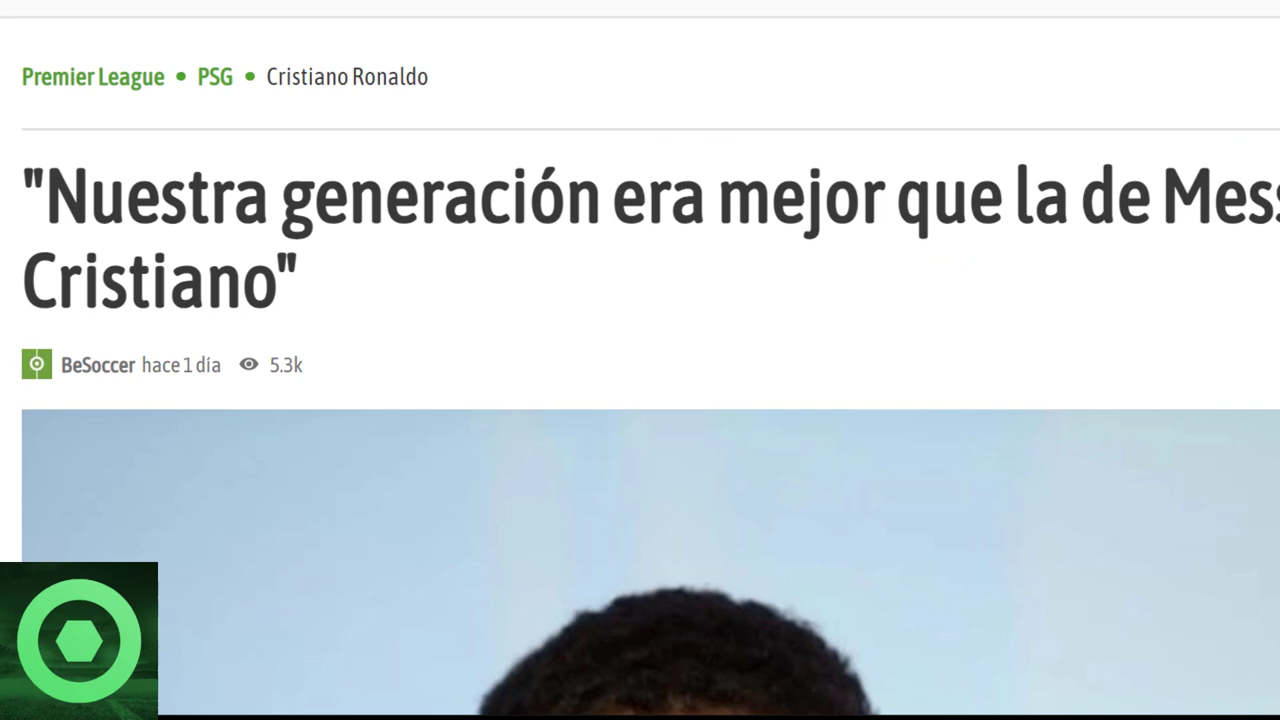 Premier League • PSG • Cristiano Ronaldo
"Nuestra generación era mejor que la de Mess
Cristiano"
BeSoccer hace 1 día 5.3k